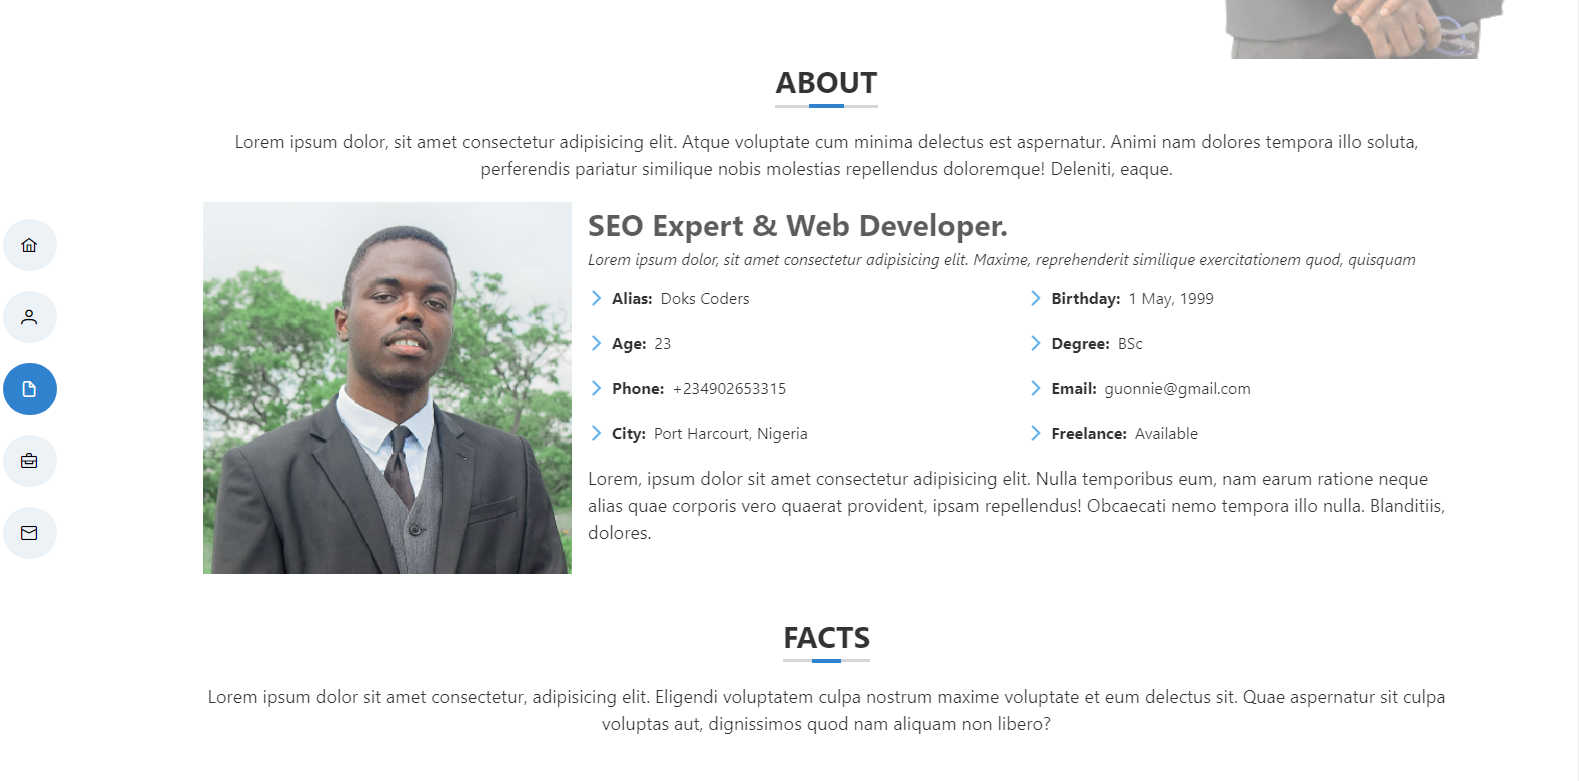 ABOUT
Lorem ipsum dolor, sit amet consectetur adipisicing elit. Atque voluptate cum minima delectus est aspernatur. Animi nam dolores tempora illo soluta,
perferendis pariatur similique nobis molestias repellendus doloremque! Deleniti, eaque.
SEO Expert & Web Developer.
Lorem ipsum dolor, sit amet consectetur adipisicing elit. Maxime, reprehenderit similique exercitationem quod, quisquam
Alias: Doks Coders
Birthday: 1 May, 1999
Age: 23
Degree: BSc
Phone: +234902653315
Email: guonnie@gmail.com
City: Port Harcourt, Nigeria
Freelance: Available
Lorem, ipsum dolor sit amet consectetur adipisicing elit. Nulla temporibus eum, nam earum ratione neque
alias quae corporis vero quaerat provident, ipsam repellendus! Obcaecati nemo tempora illo nulla. Blanditiis,
dolores.
FACTS
Lorem ipsum dolor sit amet consectetur, adipisicing elit. Eligendi voluptatem culpa nostrum maxime voluptate et eum delectus sit. Quae aspernatur sit culpa
voluptas aut, dignissimos quod nam aliquam non libero?